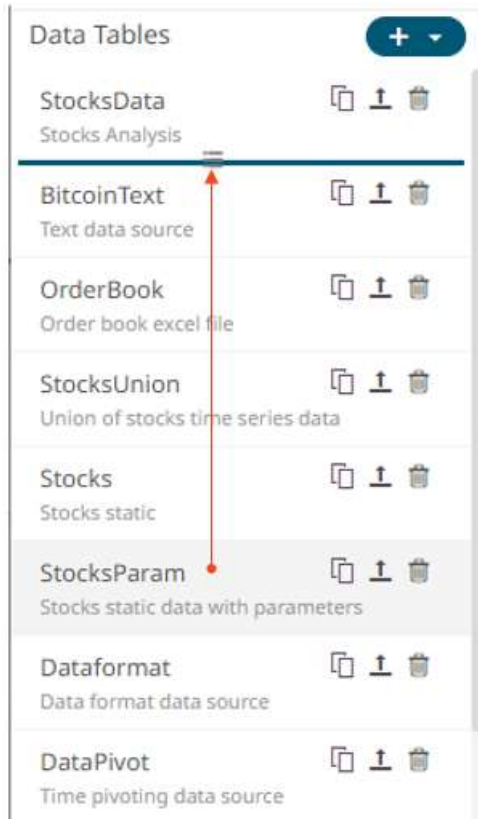 Data Tables
StocksData
Stocks Analysis
BitcoinText
Text data source
OrderBook
Order book excel file
StocksUnion
Union of stocks time series data
Stocks
Stocks static
StocksParam
Stocks static data with parameters
Dataformat
Data format data source
DataPivot
Time pivoting data source